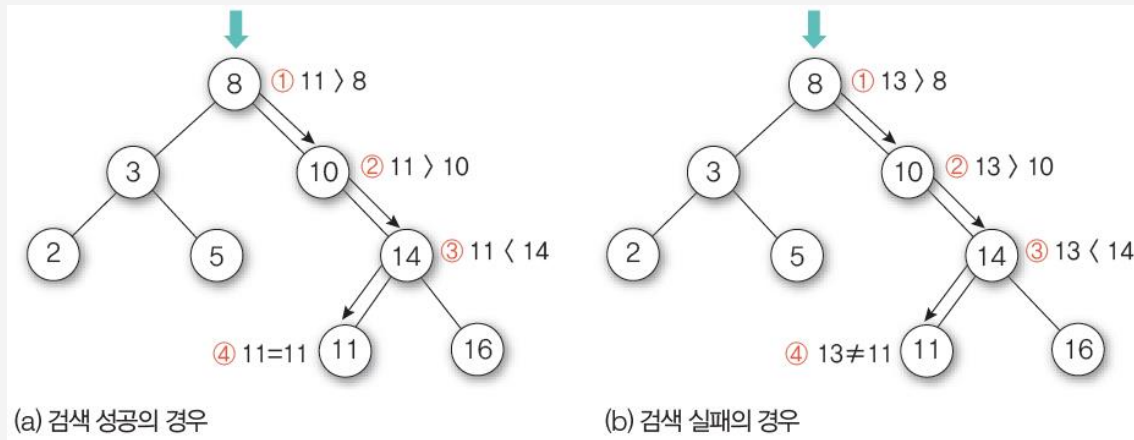 8 ① 11 〉 8
3 10 ② 11 〉 10
2 5 14 ③ 11 〈 14
④ 11=11 11 16
(a) 검색 성공의 경우
8 ① 13 〉 8
3 10 ② 13 〉 10
2 5 14 ③ 13 〈 14
④ 13≠11 11 16
(b) 검색 실패의 경우